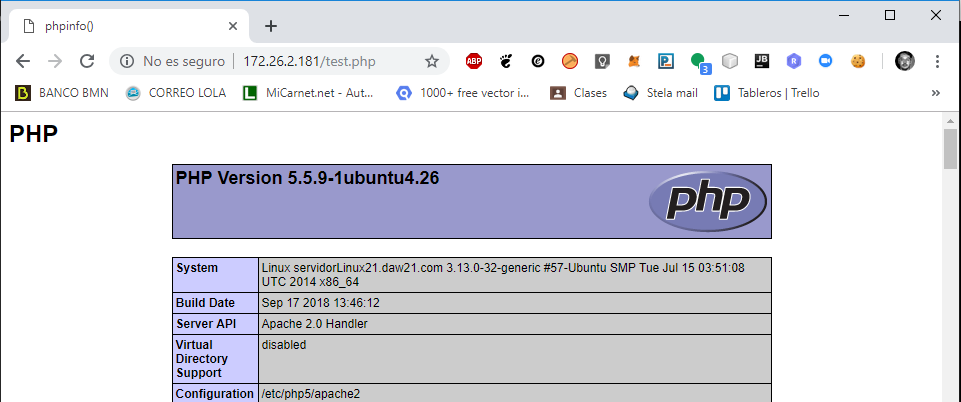 phpinfo()
No es seguro | 172.26.2.181/test.php
ABP
3
JB
R
BANCO BMN
CORREO LOLA
MiCarnet.net - Aut...
1000+ free vector i...
Clases
Stela mail
Tableros | Trello
»
PHP
PHP Version 5.5.9-1ubuntu4.26
php
System
Linux servidorLinux21.daw21.com 3.13.0-32-generic #57-Ubuntu SMP Tue Jul 15 03:51:08
UTC 2014 x86_64
Build Date
Sep 17 2018 13:46:12
Server API
Apache 2.0 Handler
Virtual
Directory
Support
disabled
Configuration
/etc/php5/apache2